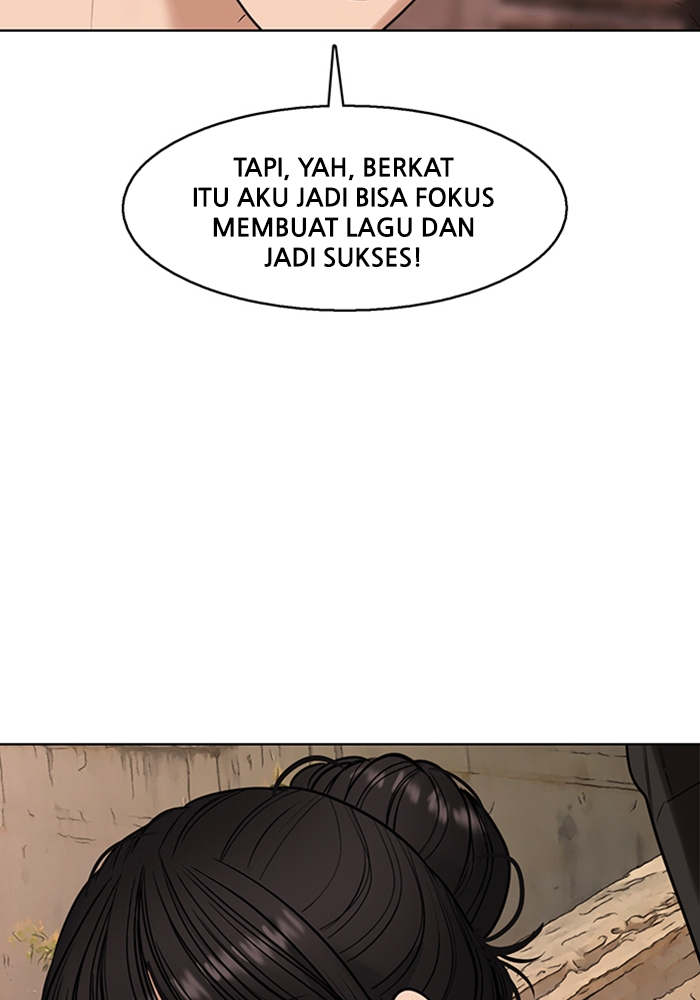 TAPI, YAH, BERKAT
ITU AKU JADI BISA FOKUS
MEMBUAT LAGU DAN
JADI SUKSES!